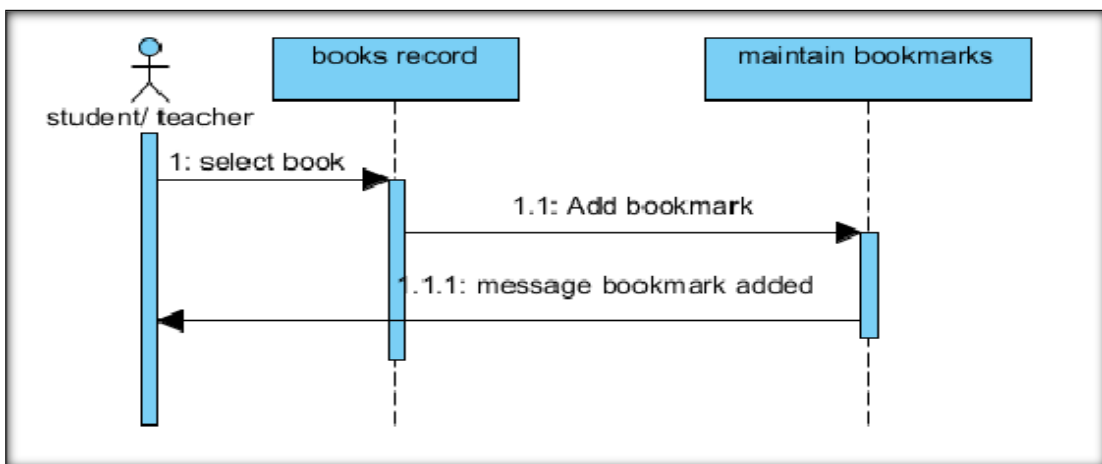 books record
maintain bookmarks
student/ teacher
1: select book
1.1: Add bookmark
1.1.1: message bookmark added